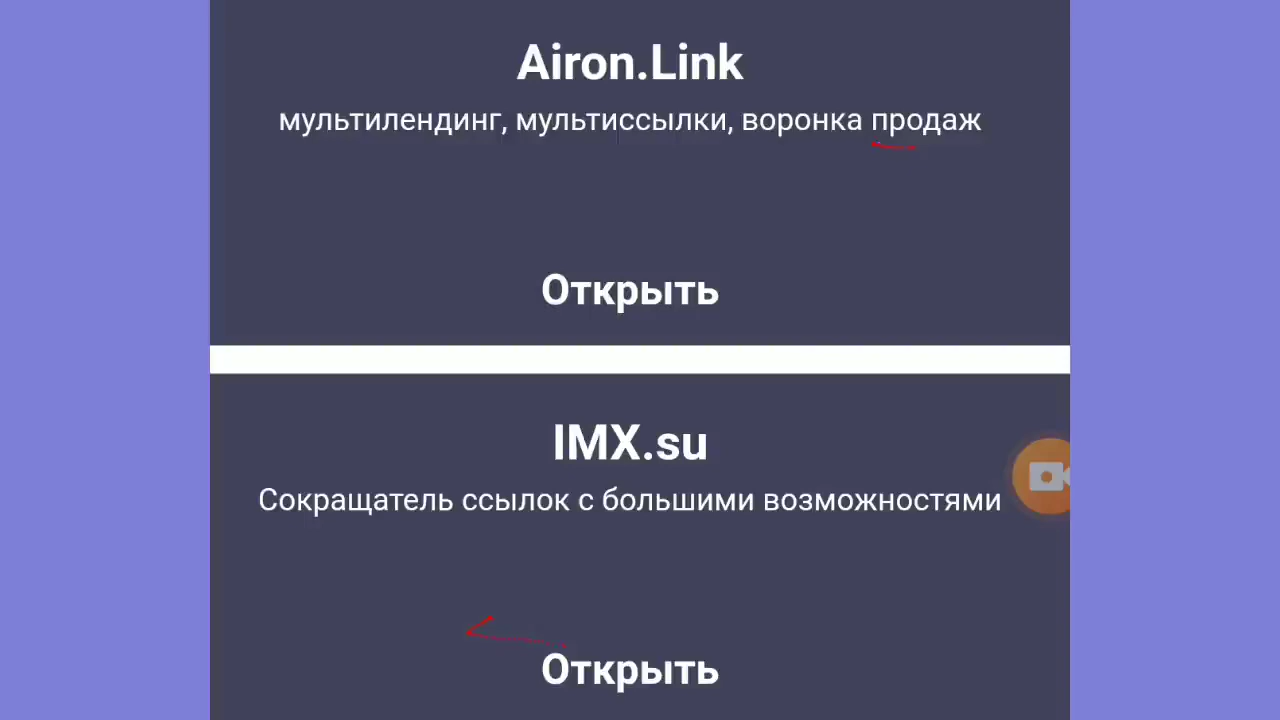 Airon.Link
мультилендинг, мультиссылки, воронка продаж
Открыть
IMX.su
Сокращатель ссылок с большими возможностями
Открыть